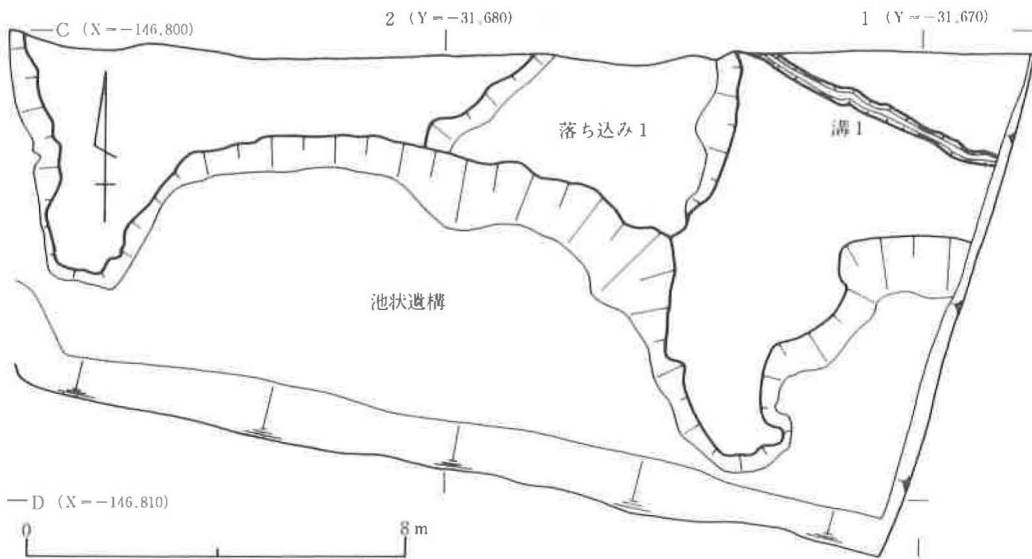 C (X=-146,800)
2 (Y=-31,680)
1 (Y=-31,670)
落ち込み1
溝1
池状遺構
D (X=-146,810)
0 8m